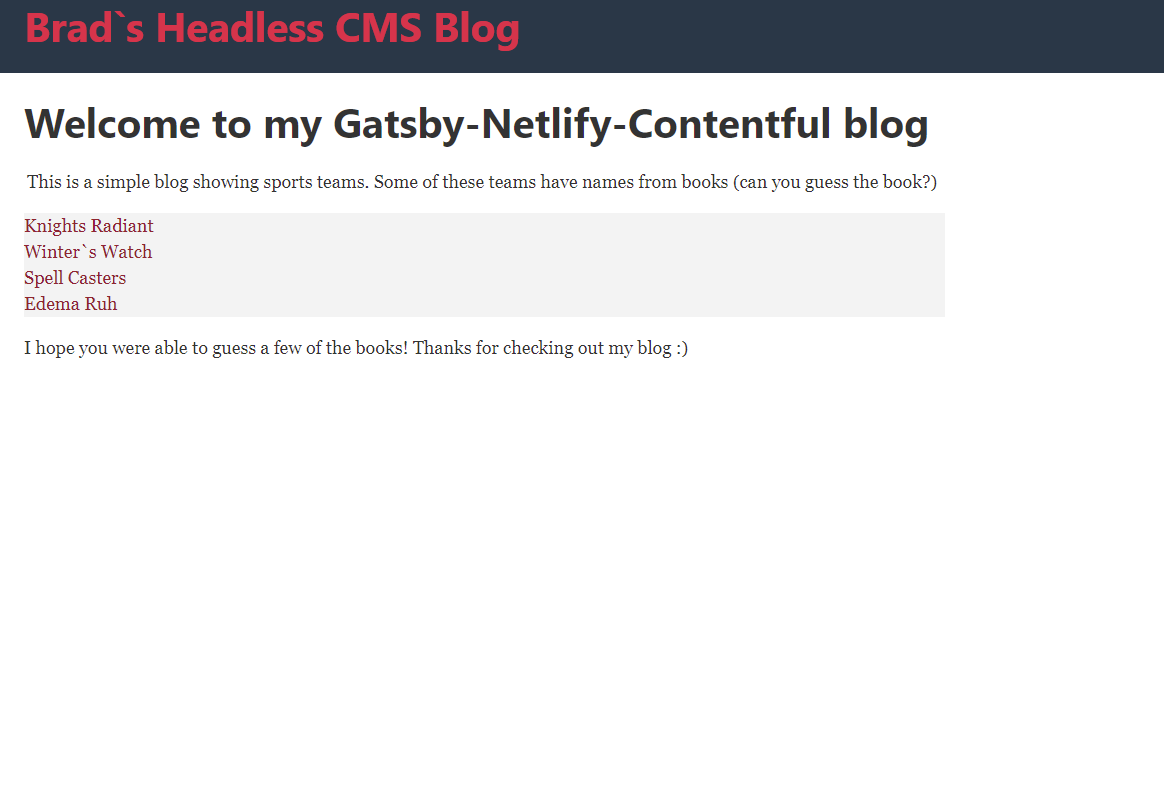 Brad`s Headless CMS Blog
Welcome to my Gatsby-Netlify-Contentful blog
This is a simple blog showing sports teams. Some of these teams have names from books (can you guess the book?)
Knights Radiant
Winter`s Watch
Spell Casters
Edema Ruh
I hope you were able to guess a few of the books! Thanks for checking out my blog :)